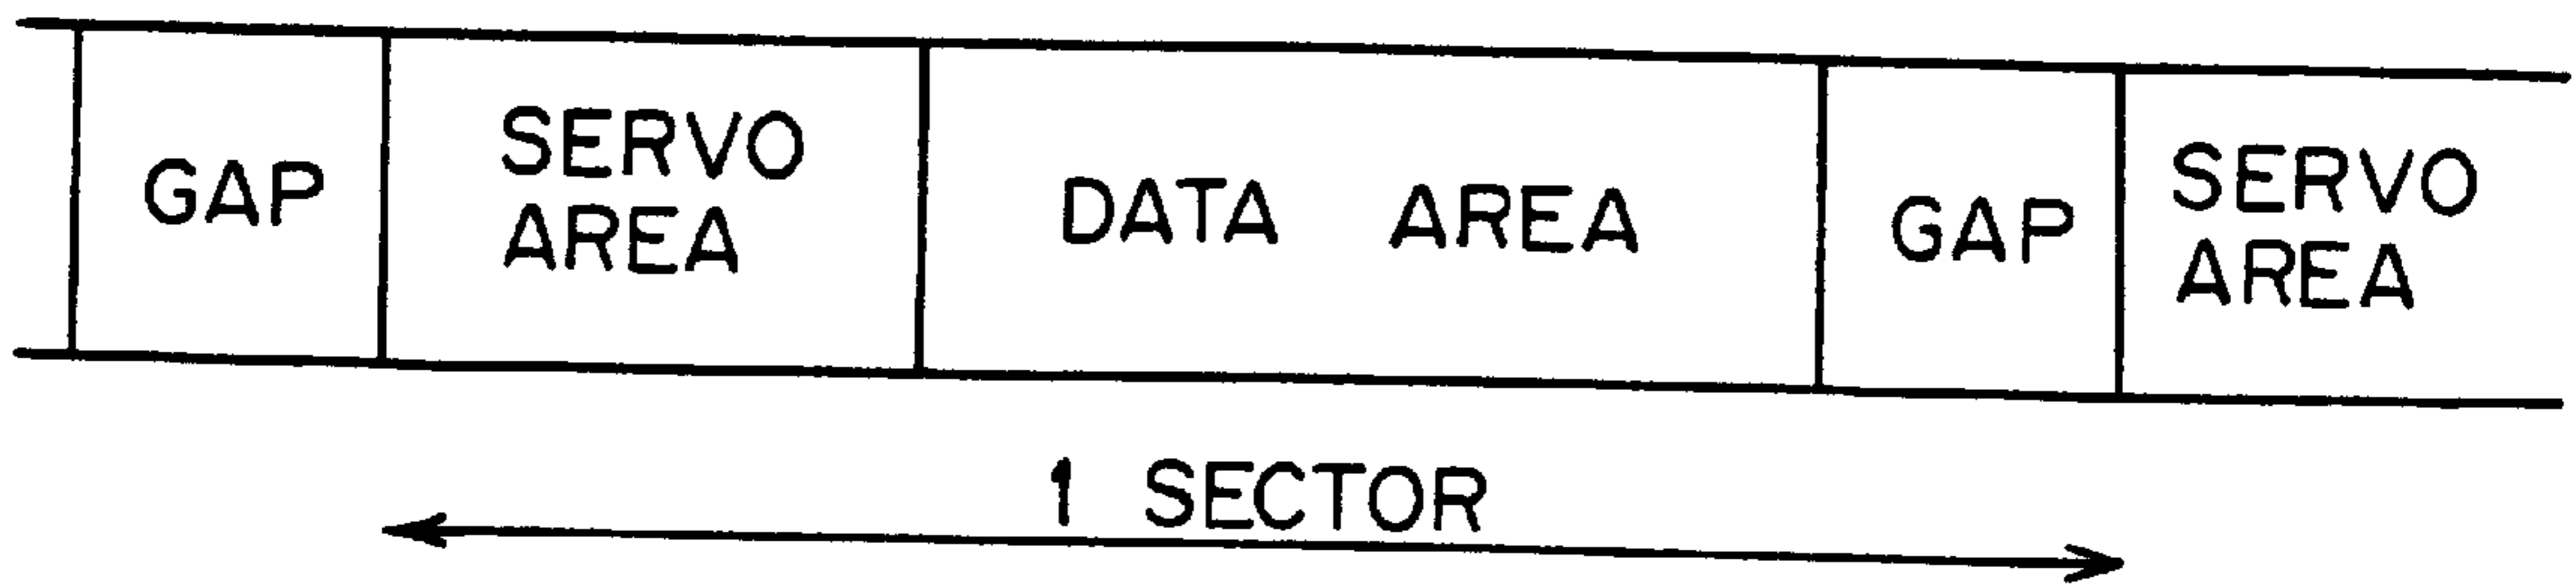 GAP
SERVO
AREA
DATA AREA
GAP
SERVO
AREA
1 SECTOR